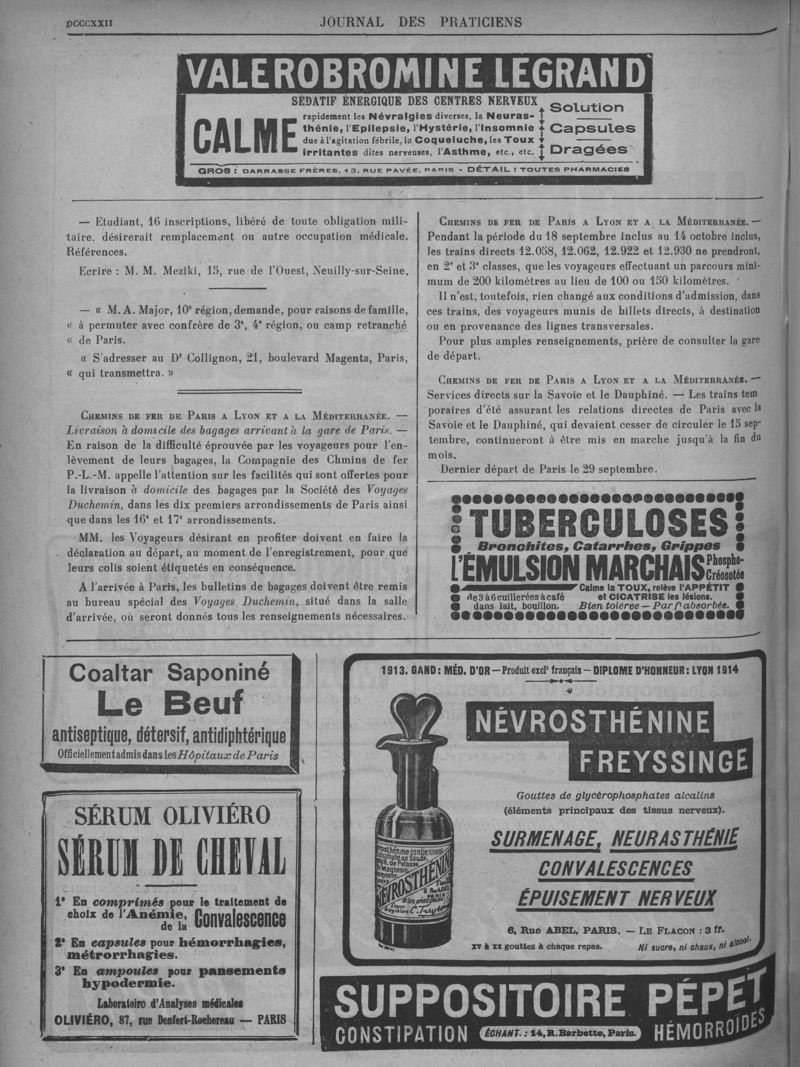 DCCCXXII
JOURNAL DES PRATICIENS
VALEROBROMINE LEGRAND
SÉDATIF ÉNERGIQUE DES CENTRES NERVEUX
CALME
rapidement les Névralgies diverses, la Neuras-
thénie, l'Epilepsie, l'Hystérie, l'Insomnie
due à l'agitation fébrile, la Coqueluche, les Toux
irritantes dites nerveuses, l'Asthme, etc., etc.
Solution
Capsules
Dragées
GROS : DARRASSE FRÈRES, 13, RUE PAVÉE, PARIS - DÉTAIL : TOUTES PHARMACIES
— Etudiant, 16 inscriptions, libéré de toute obligation mili-
taire, désirerait remplacement ou autre occupation médicale.
Références.
Ecrire : M. M. Meziki, 15, rue de l'Ouest, Neuilly-sur-Seine.
— « M. A. Major, 10e région, demande, pour raisons de famille,
« à permuter avec confrère de 3e, 4e région, ou camp retranché
« de Paris.
« S'adresser au Dr Collignon, 21, boulevard Magenta, Paris,
« qui transmettra. »
CHEMINS DE FER DE PARIS A LYON ET A LA MÉDITERRANÉE. —
Livraison à domicile des bagages arrivant à la gare de Paris. —
En raison de la difficulté éprouvée par les voyageurs pour l'en-
lèvement de leurs bagages, la Compagnie des Chmins de fer
P.-L.-M. appelle l'attention sur les facilités qui sont offertes pour
la livraison à domicile des bagages par la Société des Voyages
Duchemin, dans les dix premiers arrondissements de Paris ainsi
que dans les 16e et 17e arrondissements.
MM. les Voyageurs désirant en profiter doivent en faire la
déclaration au départ, au moment de l'enregistrement, pour que
leurs colis soient étiquetés en conséquence.
A l'arrivée à Paris, les bulletins de bagages doivent être remis
au bureau spécial des Voyages Duchemin, situé dans la salle
d'arrivée, où seront donnés tous les renseignements nécessaires.
CHEMINS DE FER DE PARIS A LYON ET A LA MÉDITERRANÉE. —
Pendant la période du 18 septembre inclus au 14 octobre inclus,
les trains directs 12.058, 12.062, 12.922 et 12.930 ne prendront,
en 2e et 3e classes, que les voyageurs effectuant un parcours mini-
mum de 200 kilomètres au lieu de 100 ou 150 kilomètres.
Il n'est, toutefois, rien changé aux conditions d'admission, dans
ces trains, des voyageurs munis de billets directs, à destination
ou en provenance des lignes transversales.
Pour plus amples renseignements, prière de consulter la gare
de départ.
CHEMINS DE FER DE PARIS A LYON ET A LA MÉDITERRANÉE. —
Services directs sur la Savoie et le Dauphiné. — Les trains tem
poraires d'été assurant les relations directes de Paris avec la
Savoie et le Dauphiné, qui devaient cesser de circuler le 15 sep-
tembre, continueront à être mis en marche jusqu'à la fin du
mois.
Dernier départ de Paris le 29 septembre.
TUBERCULOSES
Bronchites, Catarrhes, Grippes
L'ÉMULSION MARCHAIS Phospho-
Créosotée
Calme la TOUX, relève l'APPÉTIT
et CICATRISE les lésions.
Bien tolérée — Parft absorbée.
de 3 à 6 cuillerées à café
dans lait, bouillon.
Coaltar Saponiné
Le Beuf
antiseptique, détersif, antidiphtérique
Officiellement admis dans les Hôpitaux de Paris
SÉRUM OLIVIÉRO
SÉRUM DE CHEVAL
1° En comprimés pour le traitement de
choix de l'Anémie, de la Convalescence
2° En capsules pour hémorrhagies,
métrorrhagies.
3° En ampoules pour pansements
hypodermie.
Laboratoire d'Analyses médicales
OLIVIÉRO, 87, rue Denfert-Rochereau — PARIS
1913. GAND : MÉD. D'OR — Produit exclt français — DIPLOME D'HONNEUR : LYON 1914
NÉVROSTHÉNINE
FREYSSINGE
Gouttes de glycérophosphates alcalins
(éléments principaux des tissus nerveux).
SURMENAGE, NEURASTHÉNIE
CONVALESCENCES
ÉPUISEMENT NERVEUX
6, Rue ABEL, PARIS. — LE FLACON : 3 fr.
XV à XX gouttes à chaque repas.
Ni sucre, ni chaux, ni alcool.
NÉVROSTHÉNINE
SUPPOSITOIRE PÉPET
CONSTIPATION
ÉCHANT. : 14, R. Barbette, Paris.
HÉMORROÏDES